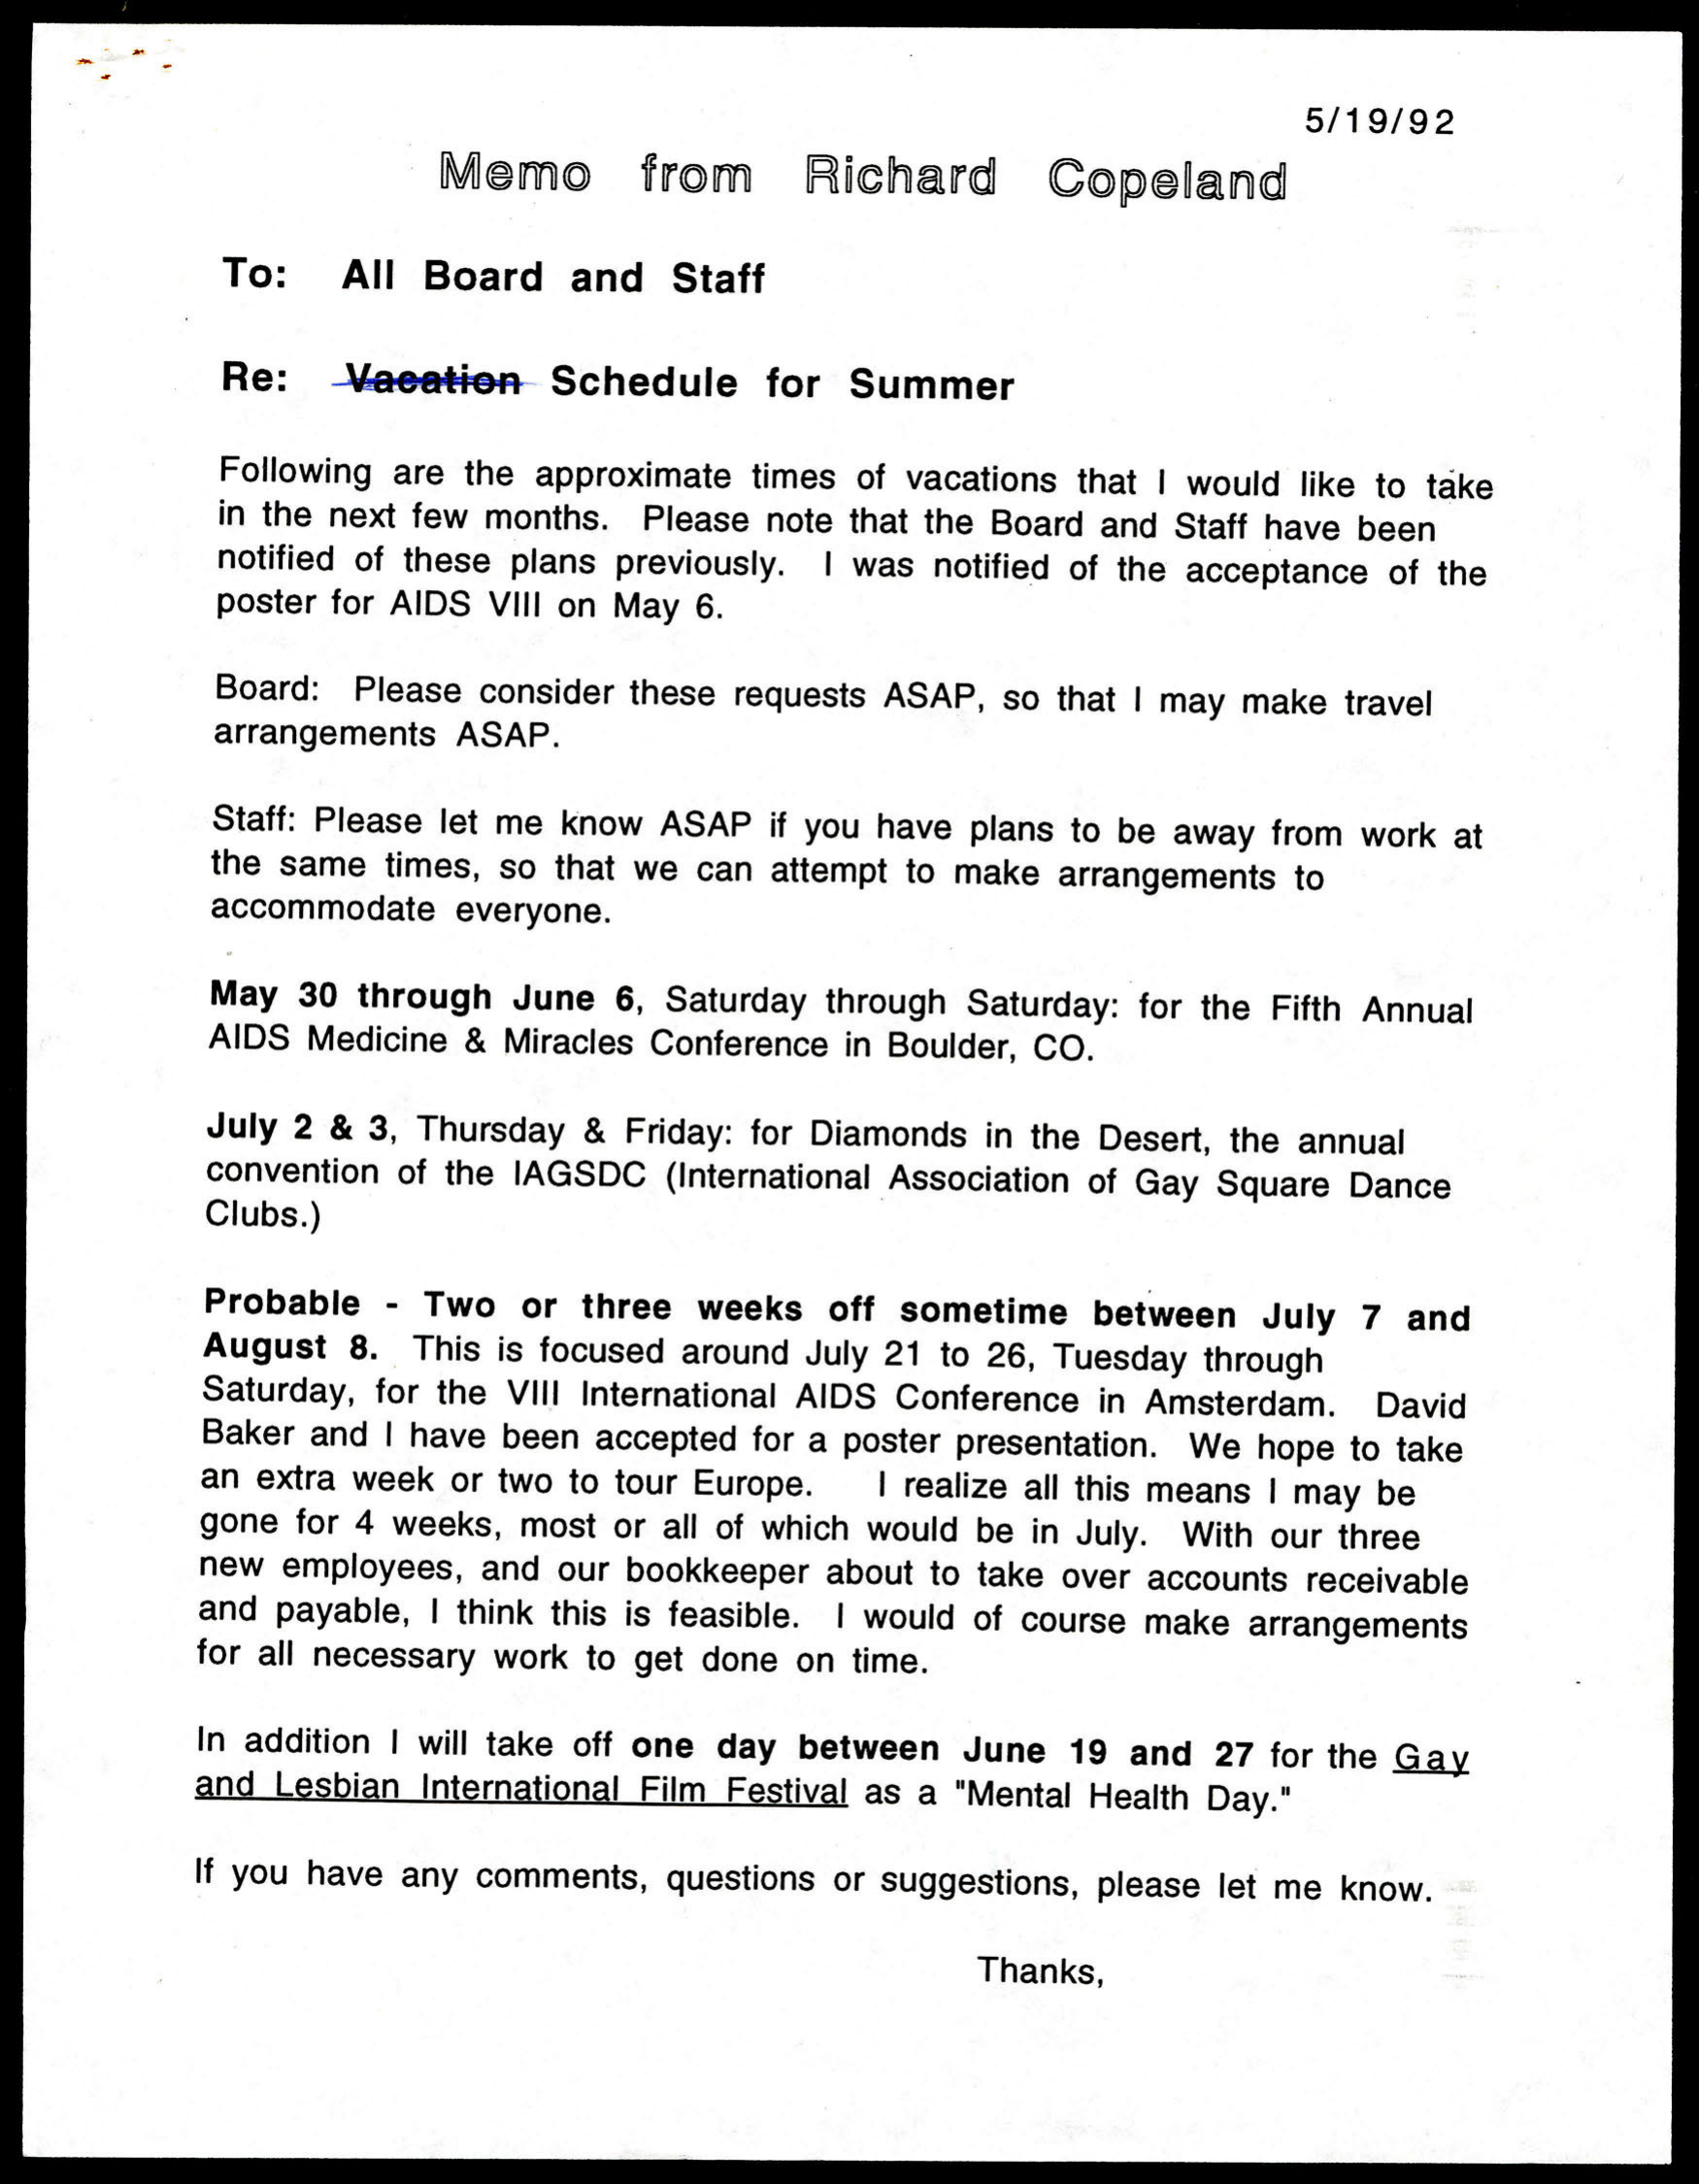 5/19/92
Memo from Richard Copeland
To: All Board and Staff
Re: Vacation Schedule for Summer
Following are the approximate times of vacations that I would like to take
in the next few months. Please note that the Board and Staff have been
notified of these plans previously. I was notified of the acceptance of the
poster for AIDS VIII on May 6.
Board: Please consider these requests ASAP, so that I may make travel
arrangements ASAP.
Staff: Please let me know ASAP if you have plans to be away from work at
the same times, so that we can attempt to make arrangements to
accommodate everyone.
May 30 through June 6, Saturday through Saturday: for the Fifth Annual
AIDS Medicine & Miracles Conference in Boulder, CO.
July 2 & 3, Thursday & Friday: for Diamonds in the Desert, the annual
convention of the IAGSDC (International Association of Gay Square Dance
Clubs.)
Probable - Two or three weeks off sometime between July 7 and
August 8. This is focused around July 21 to 26, Tuesday through
Saturday, for the VIII International AIDS Conference in Amsterdam. David
Baker and I have been accepted for a poster presentation. We hope to take
an extra week or two to tour Europe. I realize all this means I may be
gone for 4 weeks, most or all of which would be in July. With our three
new employees, and our bookkeeper about to take over accounts receivable
and payable, I think this is feasible. I would of course make arrangements
for all necessary work to get done on time.
In addition I will take off one day between June 19 and 27 for the Gay
and Lesbian International Film Festival as a "Mental Health Day."
If you have any comments, questions or suggestions, please let me know.
Thanks,